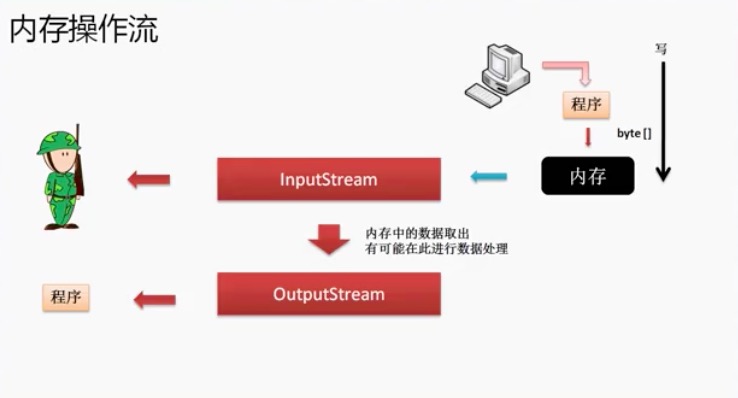 内存操作流
写
程序
byte []
InputStream
内存
内存中的数据取出
有可能在此进行数据处理
OutputStream
程序